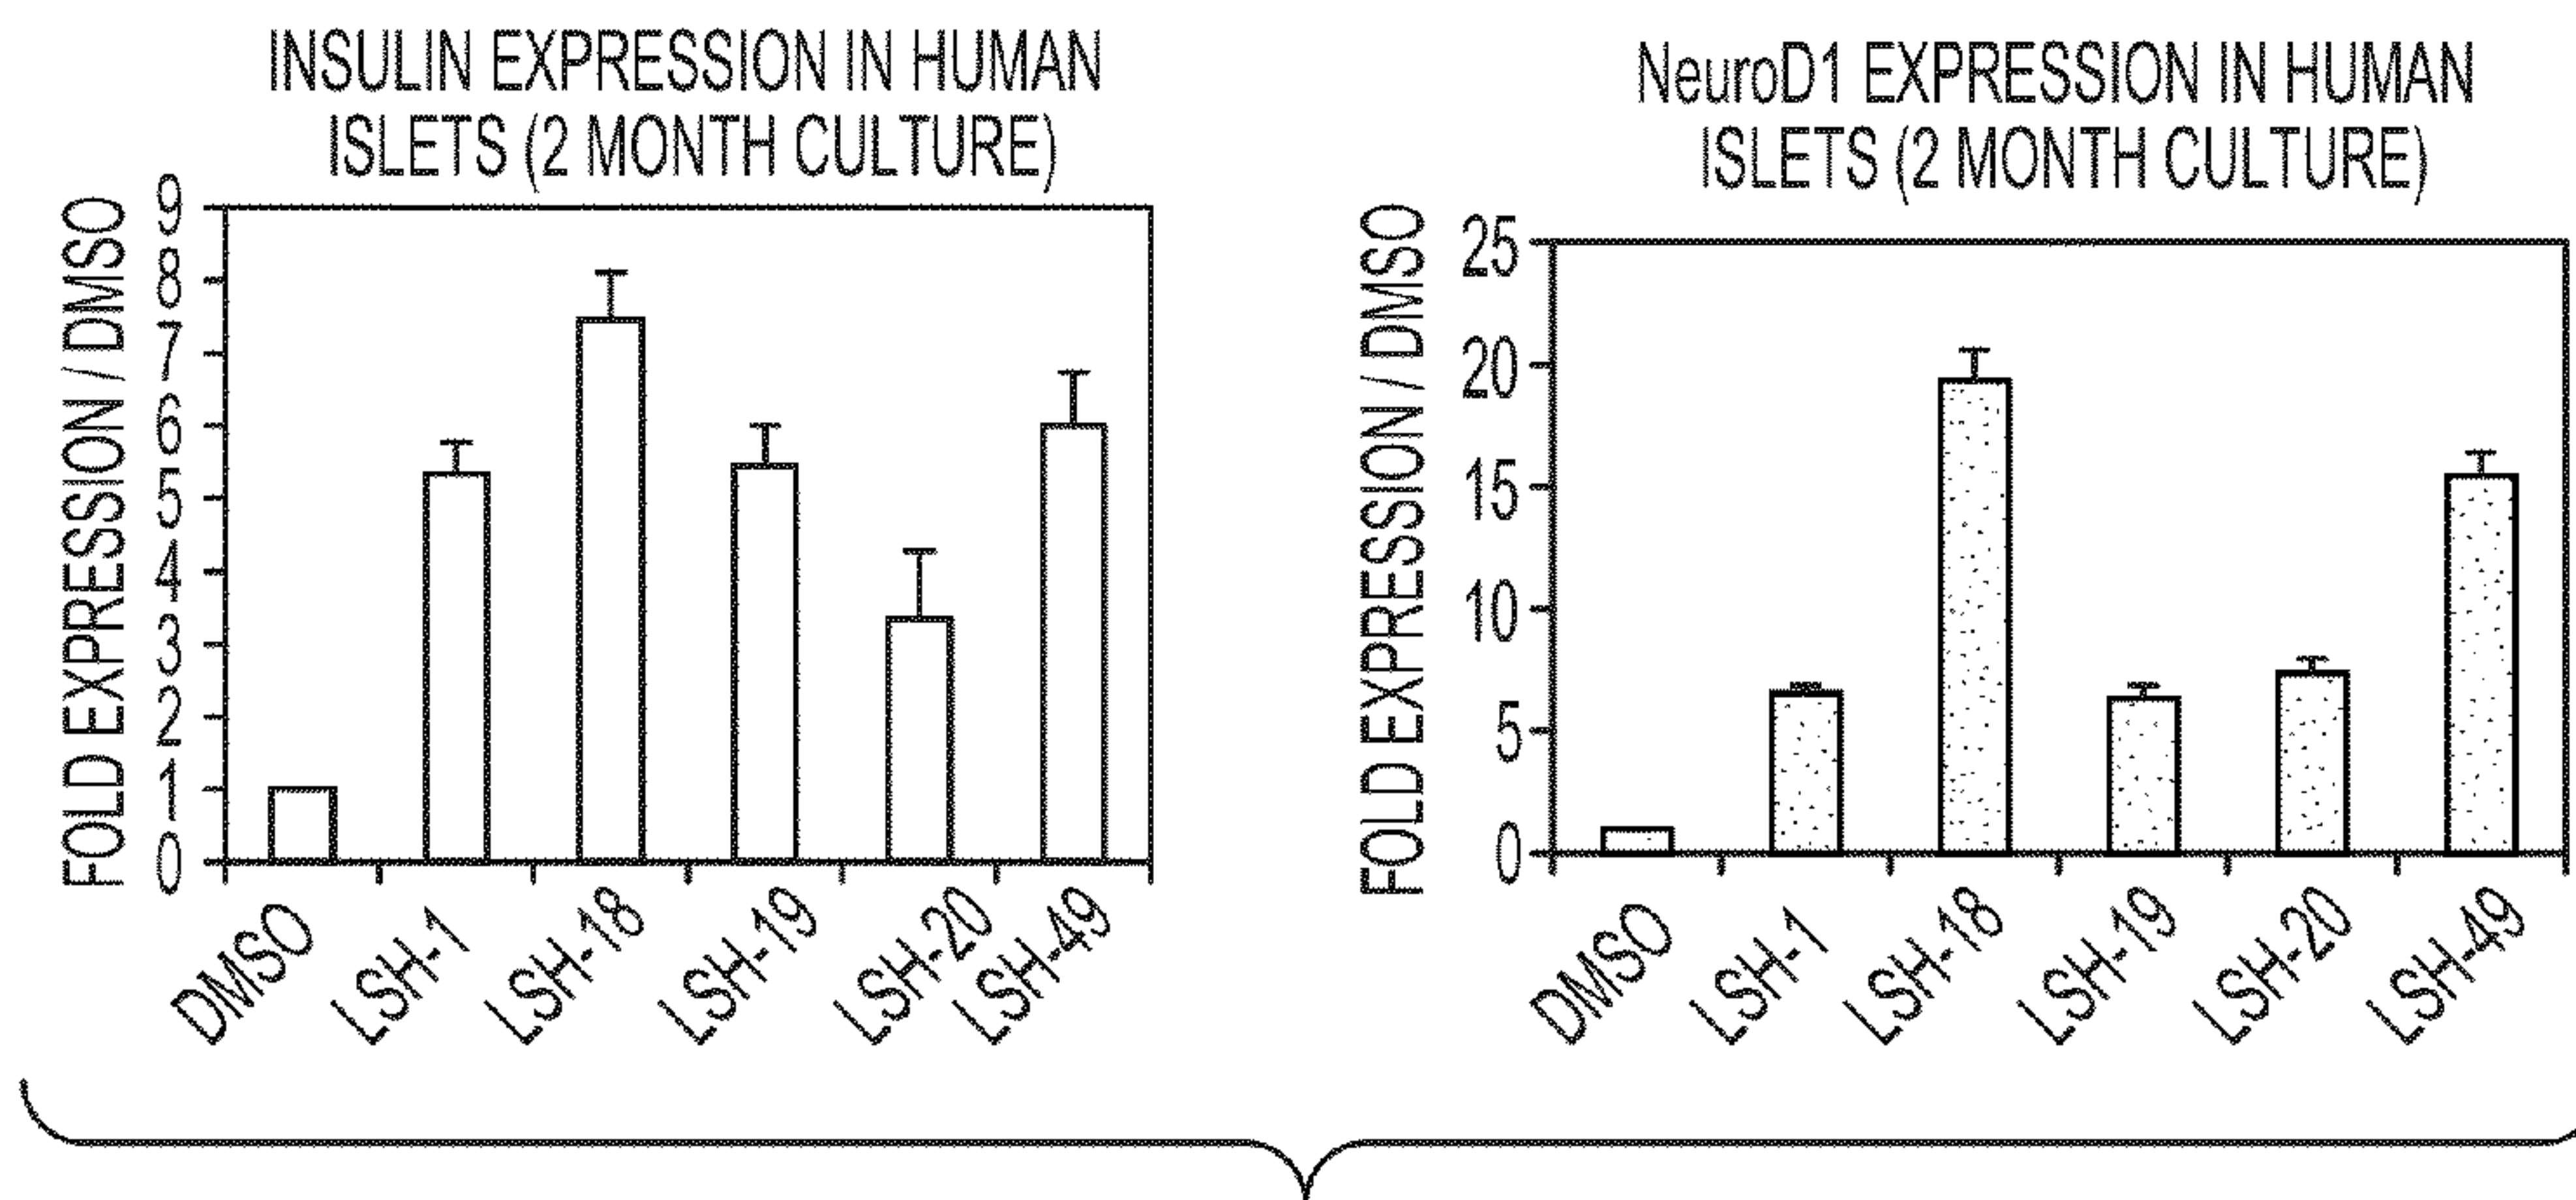 INSULIN EXPRESSION IN HUMAN
ISLETS (2 MONTH CULTURE)
FOLD EXPRESSION / DMSO
9
8
7
6
5
4
3
2
1
0
DMSO
LSH-1
LSH-18
LSH-19
LSH-20
LSH-49
NeuroD1 EXPRESSION IN HUMAN
ISLETS (2 MONTH CULTURE)
FOLD EXPRESSION / DMSO
25
20
15
10
5
0
DMSO
LSH-1
LSH-18
LSH-19
LSH-20
LSH-49